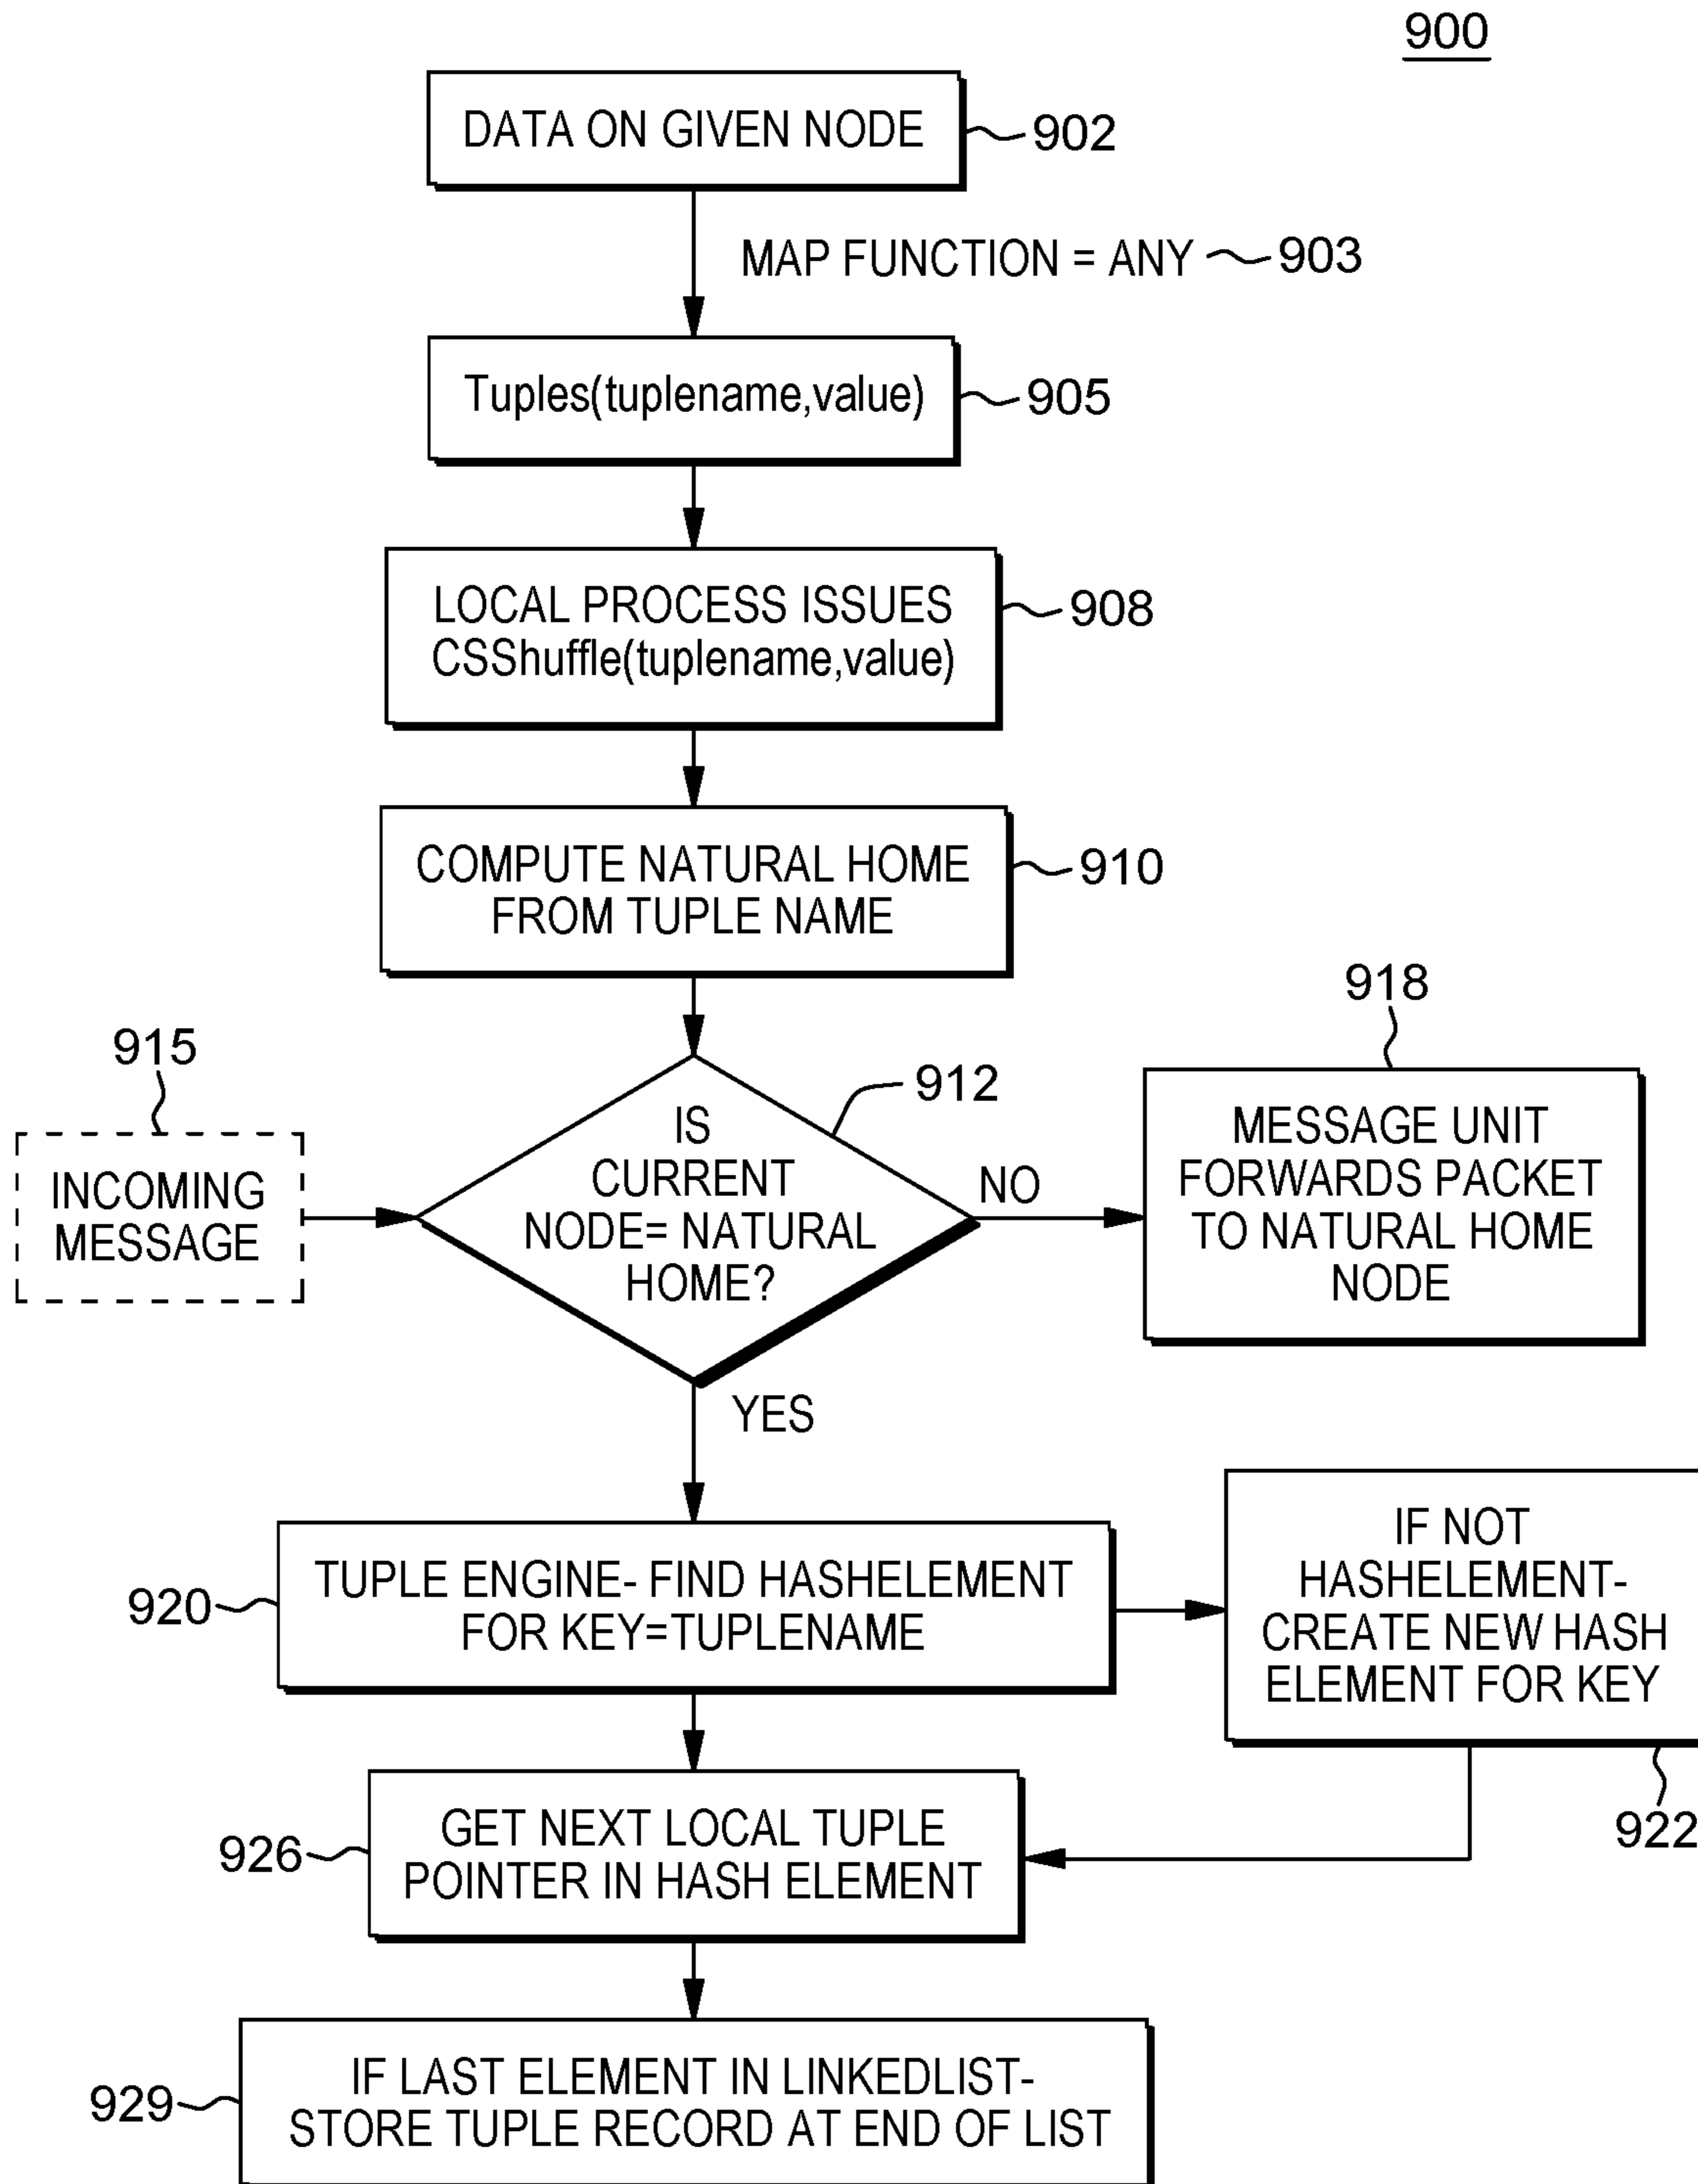 900
DATA ON GIVEN NODE
902
MAP FUNCTION = ANY
903
Tuples(tuplename,value)
905
LOCAL PROCESS ISSUES
CSShuffle(tuplename,value)
908
COMPUTE NATURAL HOME
FROM TUPLE NAME
910
915
INCOMING
MESSAGE
912
IS
CURRENT
NODE= NATURAL
HOME?
NO
918
MESSAGE UNIT
FORWARDS PACKET
TO NATURAL HOME
NODE
YES
920
TUPLE ENGINE- FIND HASHELEMENT
FOR KEY=TUPLENAME
IF NOT
HASHELEMENT-
CREATE NEW HASH
ELEMENT FOR KEY
922
926
GET NEXT LOCAL TUPLE
POINTER IN HASH ELEMENT
929
IF LAST ELEMENT IN LINKEDLIST-
STORE TUPLE RECORD AT END OF LIST